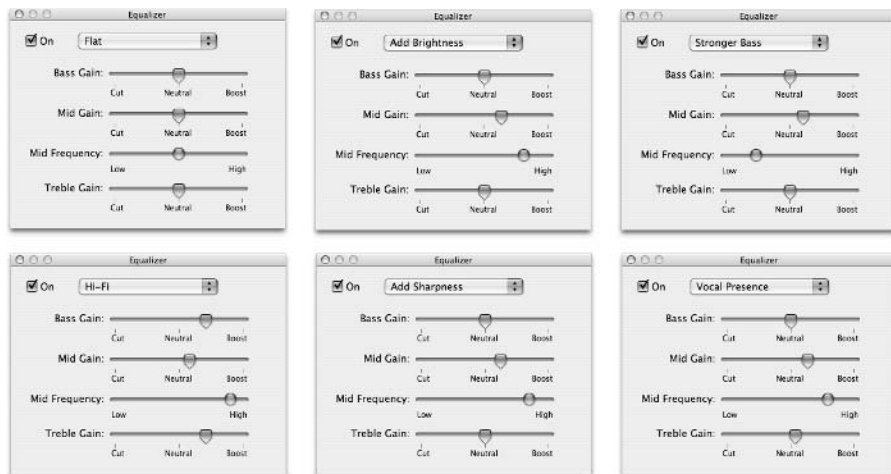 Equalizer
On Flat
Bass Gain:
Cut Neutral Boost
Mid Gain:
Cut Neutral Boost
Mid Frequency:
Low High
Treble Gain:
Cut Neutral Boost
Equalizer
On Add Brightness
Bass Gain:
Cut Neutral Boost
Mid Gain:
Cut Neutral Boost
Mid Frequency:
Low High
Treble Gain:
Cut Neutral Boost
Equalizer
On Stronger Bass
Bass Gain:
Cut Neutral Boost
Mid Gain:
Cut Neutral Boost
Mid Frequency:
Low High
Treble Gain:
Cut Neutral Boost
Equalizer
On Hi-Fi
Bass Gain:
Cut Neutral Boost
Mid Gain:
Cut Neutral Boost
Mid Frequency:
Low High
Treble Gain:
Cut Neutral Boost
Equalizer
On Add Sharpness
Bass Gain:
Cut Neutral Boost
Mid Gain:
Cut Neutral Boost
Mid Frequency:
Low High
Treble Gain:
Cut Neutral Boost
Equalizer
On Vocal Presence
Bass Gain:
Cut Neutral Boost
Mid Gain:
Cut Neutral Boost
Mid Frequency:
Low High
Treble Gain:
Cut Neutral Boost